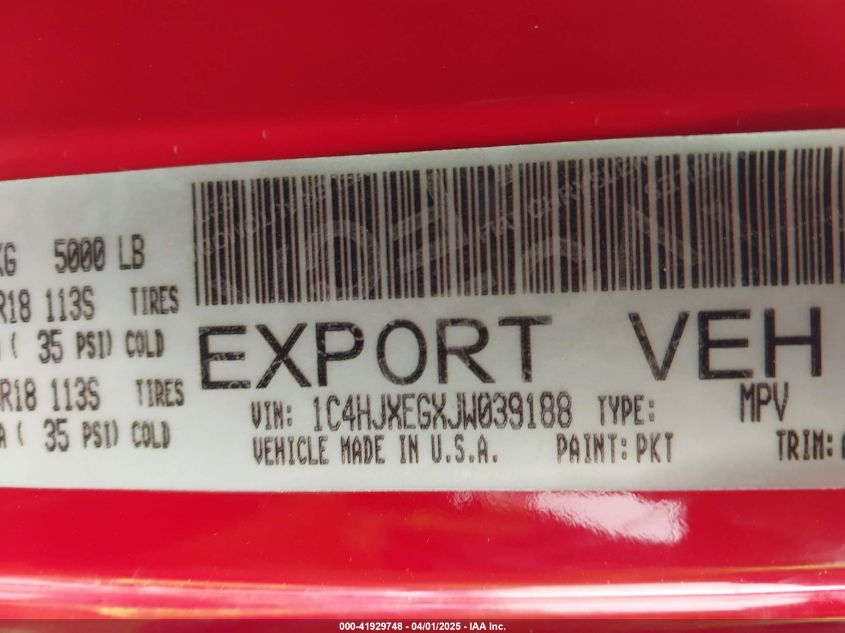 KG 5000 LB
R18 113S TIRES
( 35 PSI) COLD
R18 113S TIRES
A ( 35 PSI) COLD
EXPORT VEH
VIN: 1C4HJXEGXJW039188 TYPE: MPV
VEHICLE MADE IN U.S.A. PAINT: PKT TRIM:
000-41929748 - 04/01/2025 - IAA Inc.